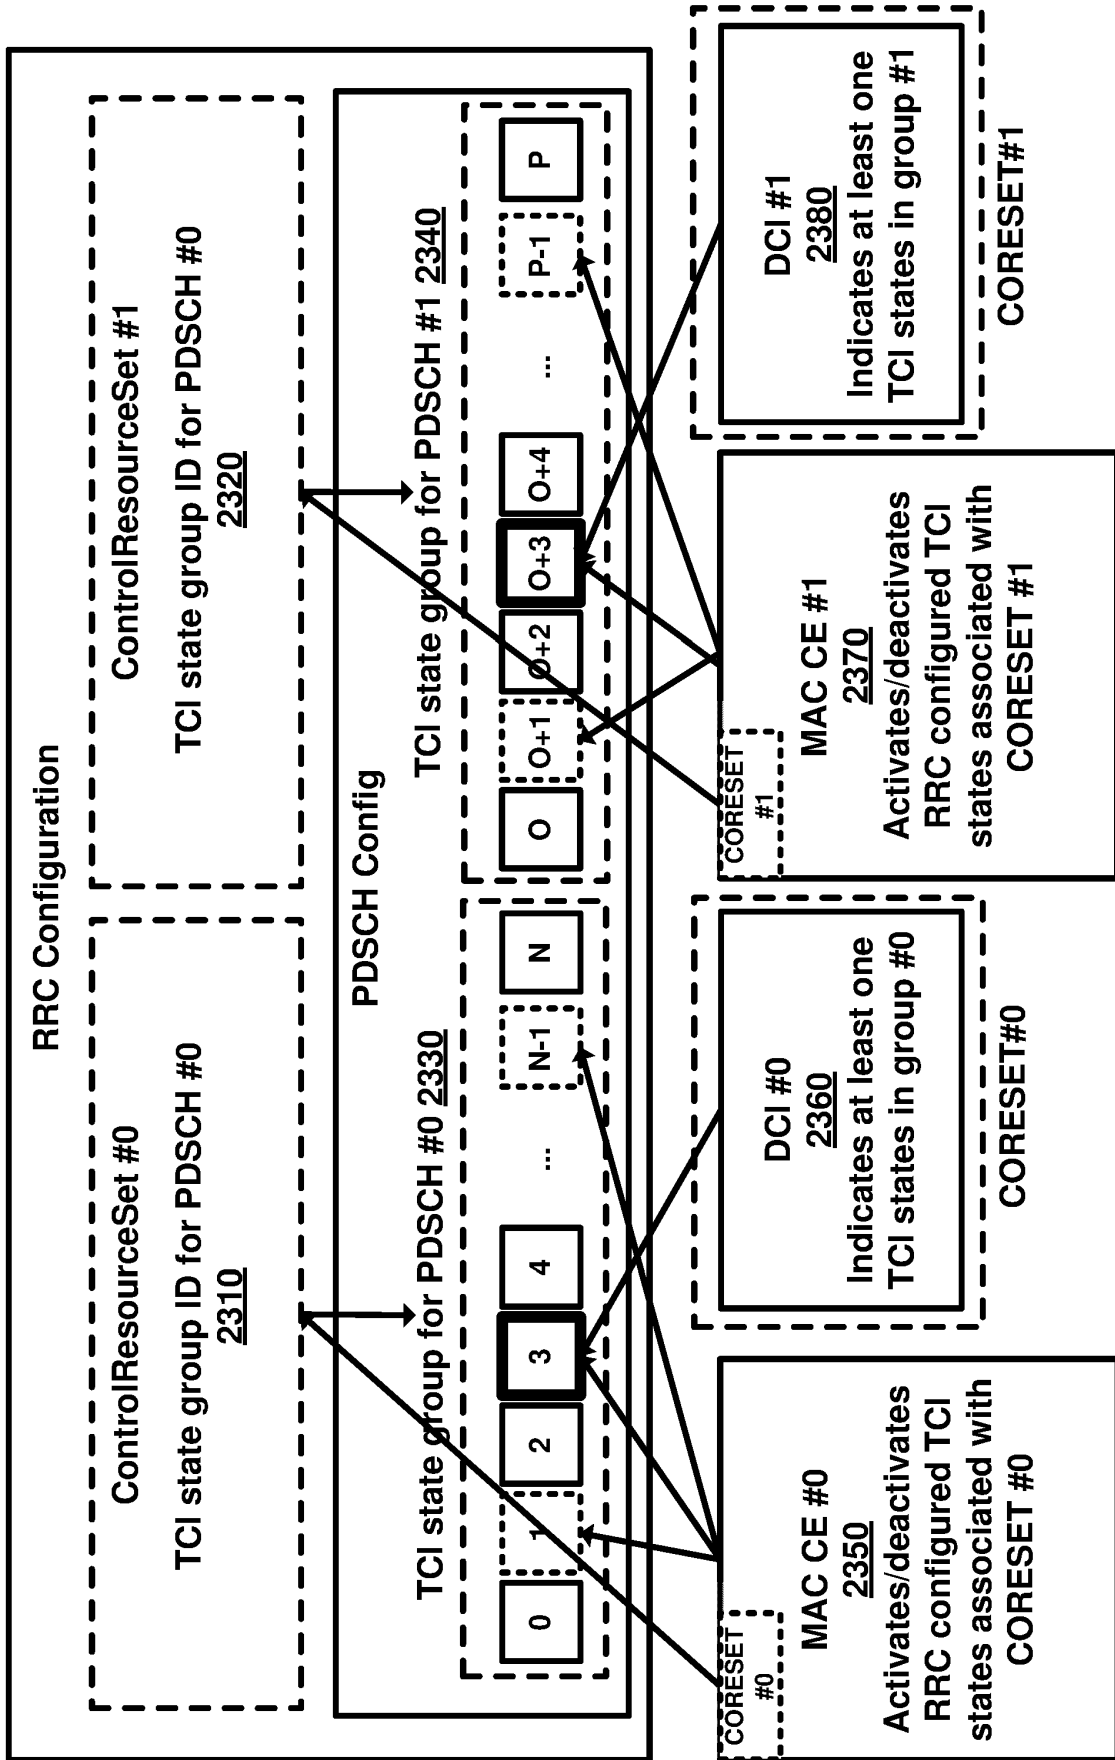 RRC Configuration
ControlResourceSet #0
TCI state group ID for PDSCH #0
2310
ControlResourceSet #1
TCI state group ID for PDSCH #0
2320
PDSCH Config
TCI state group for PDSCH #0 2330
0
1
2
3
4
...
N-1
N
TCI state group for PDSCH #1 2340
O
O+1
O+2
O+3
O+4
...
P-1
P
CORESET
#0
MAC CE #0
2350
Activates/deactivates
RRC configured TCI
states associated with
CORESET #0
DCI #0
2360
Indicates at least one
TCI states in group #0
CORESET#0
CORESET
#1
MAC CE #1
2370
Activates/deactivates
RRC configured TCI
states associated with
CORESET #1
DCI #1
2380
Indicates at least one
TCI states in group #1
CORESET#1